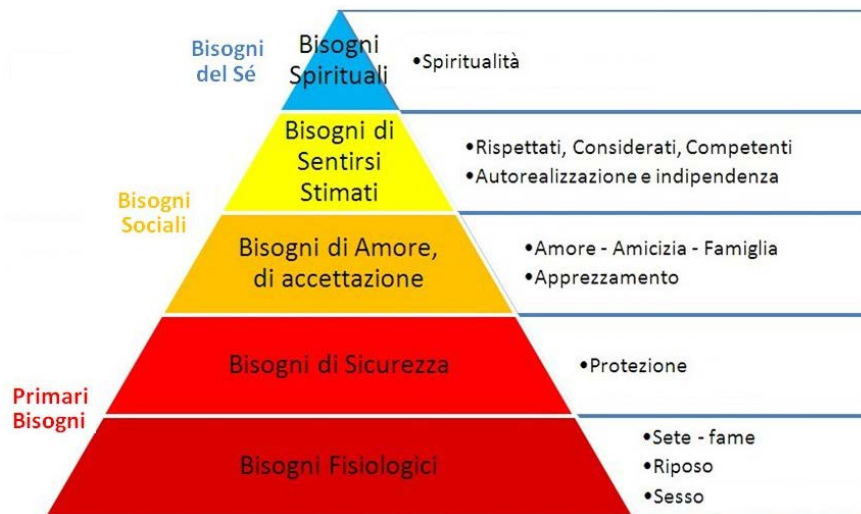 Bisogni
del Sé
Bisogni
Spirituali
•Spiritualità
Bisogni di
Sentirsi
Stimati
•Rispettati, Considerati, Competenti
•Autorealizzazione e indipendenza
Bisogni
Sociali
Bisogni di Amore,
di accettazione
•Amore - Amicizia - Famiglia
•Apprezzamento
Bisogni di Sicurezza
•Protezione
Primari
Bisogni
Bisogni Fisiologici
•Sete - fame
•Riposo
•Sesso